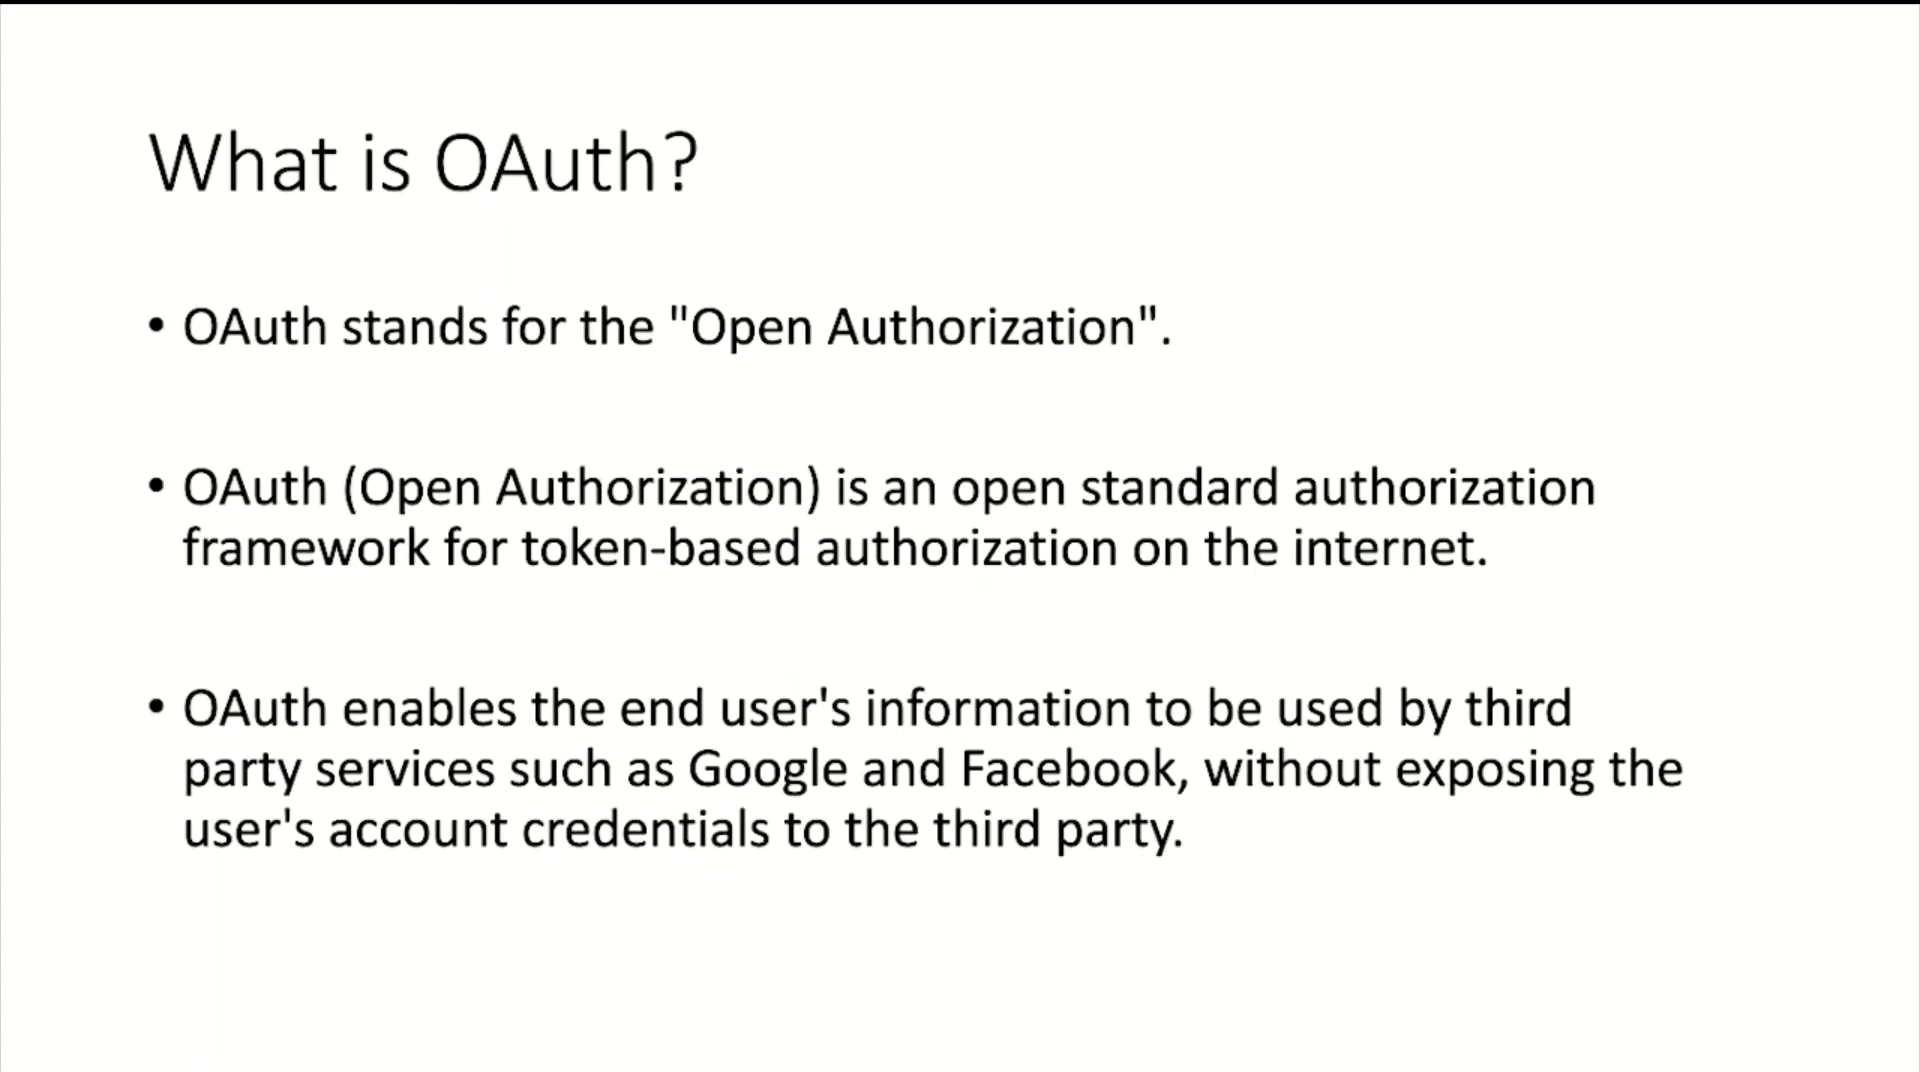 What is OAuth?
• OAuth stands for the "Open Authorization".
• OAuth (Open Authorization) is an open standard authorization
framework for token-based authorization on the internet.
• OAuth enables the end user's information to be used by third
party services such as Google and Facebook, without exposing the
user's account credentials to the third party.